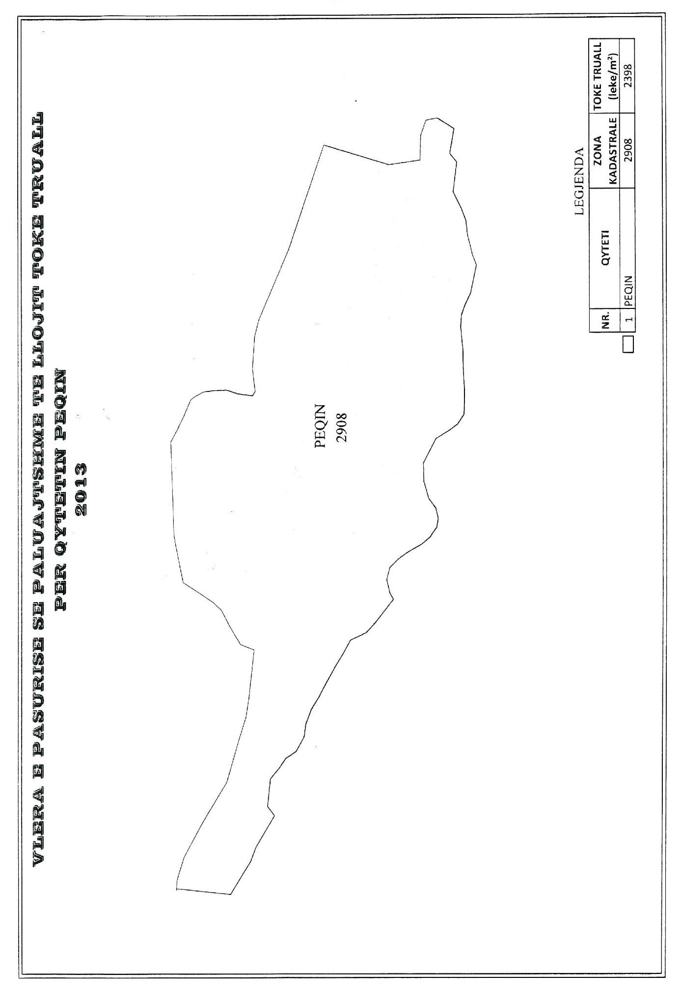 VLERA E PASURISE SE PALUAJTSHME TE LLOJIT TOKE TRUALL
PER QYTETIN PEQIN
2013
PEQIN
2908
LEGJENDA
NR. QYTETI ZONA KADASTRALE TOKE TRUALL (leke/m²)
1 PEQIN 2908 2398